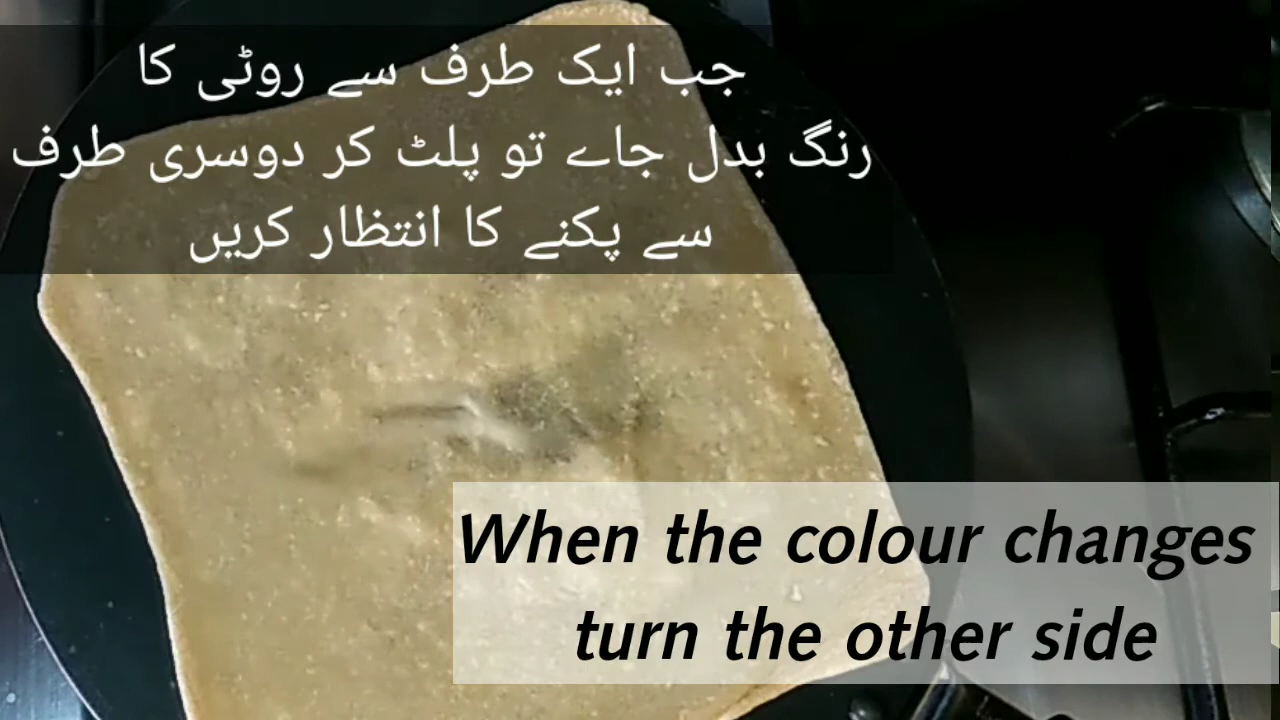 جب ایک طرف سے روٹی کا
رنگ بدل جاے تو پلٹ کر دوسری طرف
سے پکنے کا انتظار کریں
When the colour changes
turn the other side